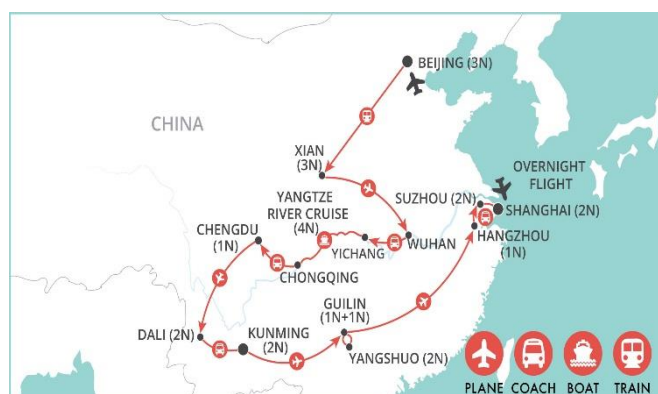 BEIJING (3N)
CHINA
XIAN
(3N)
OVERNIGHT
FLIGHT
YANGTZE
RIVER CRUISE
(4N)
SUZHOU (2N)
SHANGHAI (2N)
CHENGDU
(1N)
HANGZHOU
(1N)
WUHAN
YICHANG
CHONGQING
GUILIN
(1N+1N)
DALI (2N)
KUNMING
(2N)
YANGSHUO (2N)
PLANE COACH BOAT TRAIN